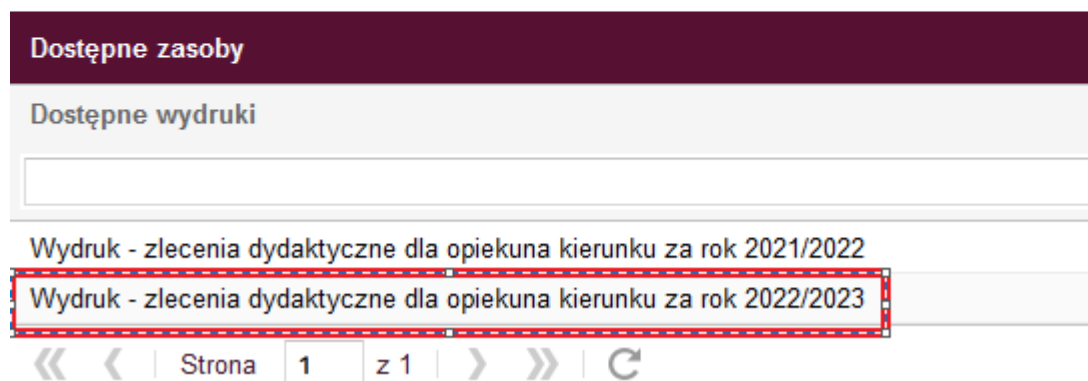 Dostępne zasoby
Dostępne wydruki
Wydruk - zlecenia dydaktyczne dla opiekuna kierunku za rok 2021/2022
Wydruk - zlecenia dydaktyczne dla opiekuna kierunku za rok 2022/2023
Strona 1 z 1